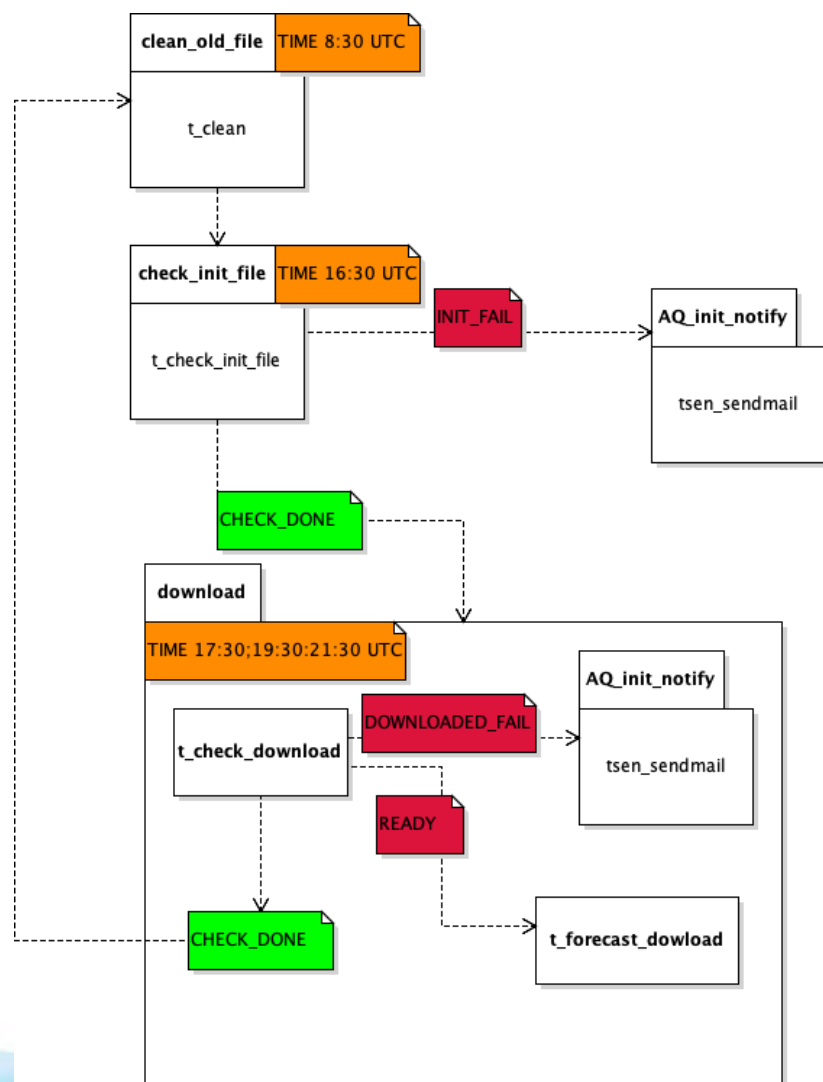 clean_old_file
TIME 8:30 UTC
t_clean
check_init_file
TIME 16:30 UTC
t_check_init_file
INIT_FAIL
AQ_init_notify
tsen_sendmail
CHECK_DONE
download
TIME 17:30;19:30:21:30 UTC
AQ_init_notify
tsen_sendmail
DOWNLOADED_FAIL
t_check_download
READY
CHECK_DONE
t_forecast_dowload